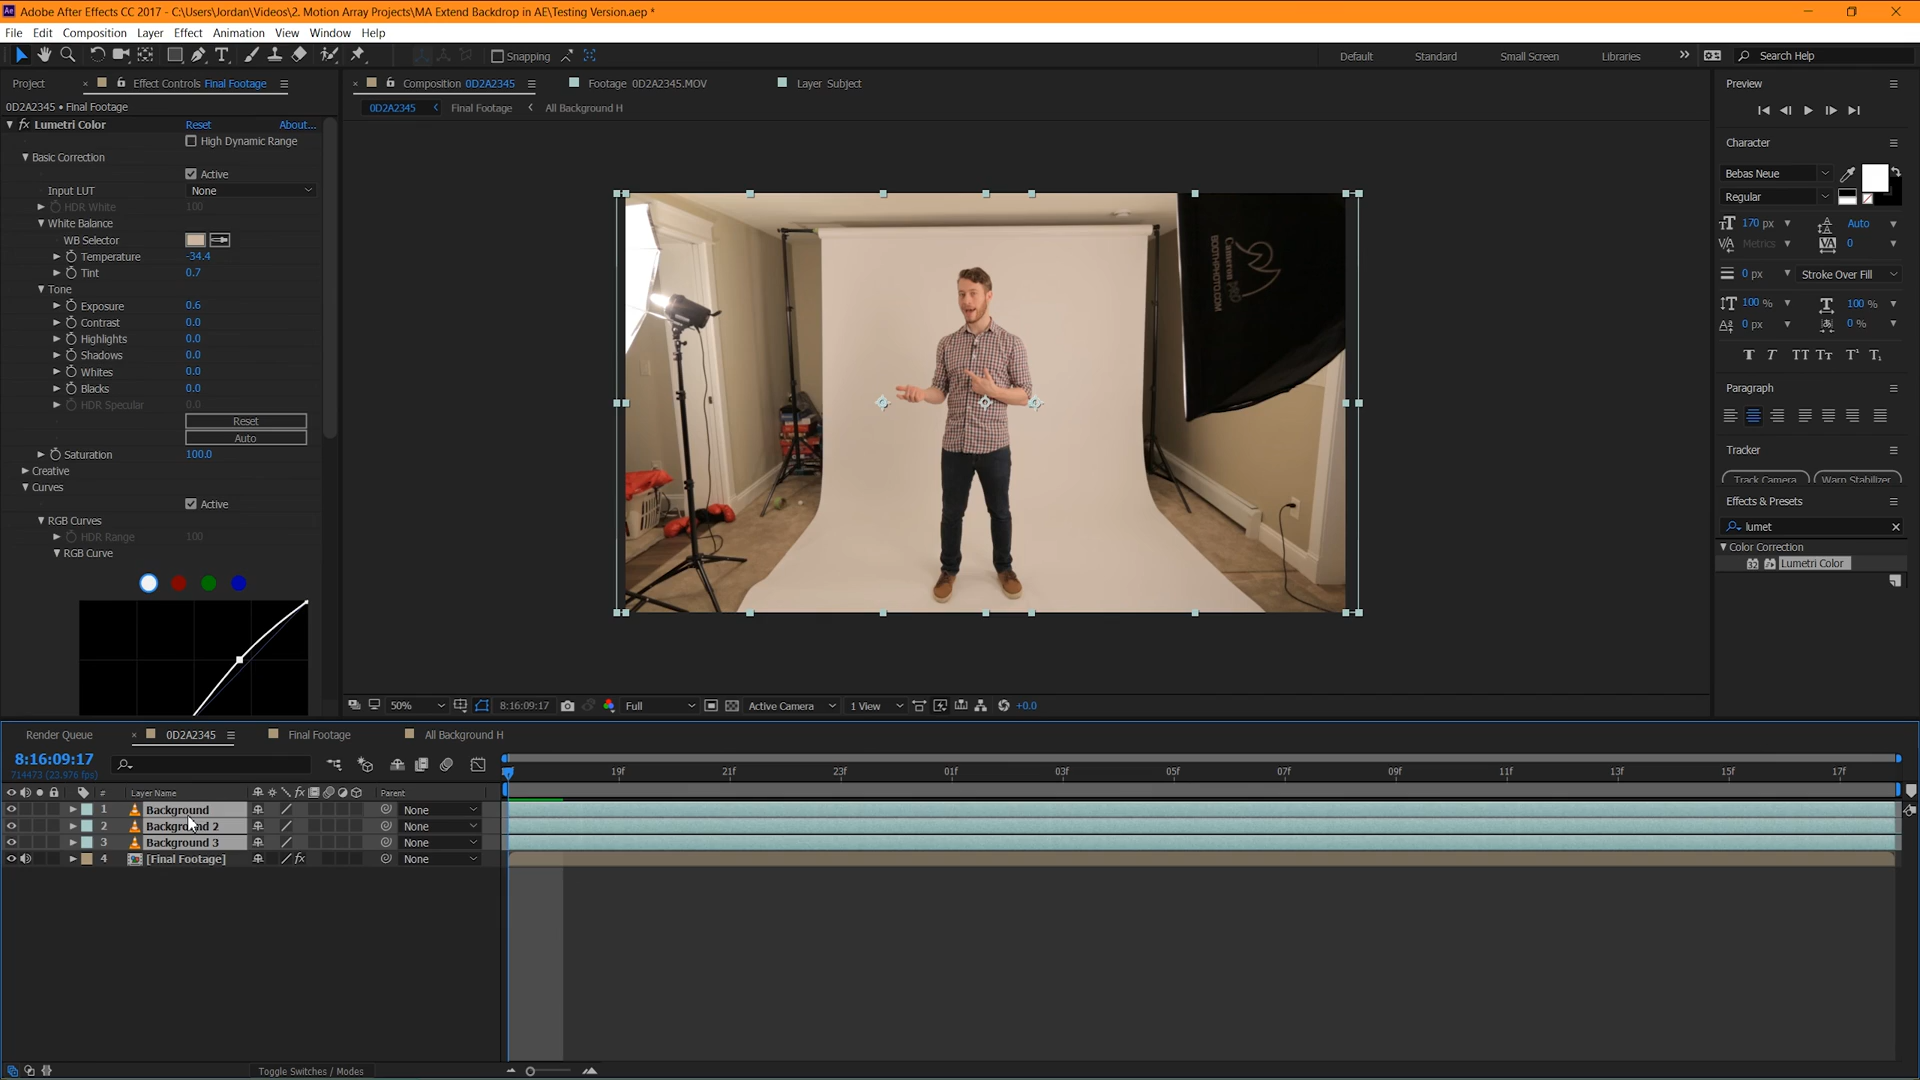 Adobe After Effects CC 2017 - C:\Users\Jordan\Videos\2. Motion Array Projects\MA Extend Backdrop in AE\Testing Version.aep *
File Edit Composition Layer Effect Animation View Window Help
Snapping Default Standard Small Screen Libraries Search Help
Project Effect Controls Final Footage Composition 0D2A2345 Footage 0D2A2345.MOV Layer Subject
0D2A2345 • Final Footage 0D2A2345 Final Footage All Background H
fx Lumetri Color Reset About...
High Dynamic Range
Basic Correction
Active
Input LUT None
HDR White 100
White Balance
WB Selector
Temperature -34.4
Tint 0.7
Tone
Exposure 0.6
Contrast 0.0
Highlights 0.0
Shadows 0.0
Whites 0.0
Blacks 0.0
HDR Specular 0.0
Reset
Auto
Saturation 100.0
Creative
Curves
Active
RGB Curves
HDR Range 100
RGB Curve
Cameron PRO
BOOTHPHOTO.COM
50% 8:16:09:17 Full Active Camera 1 View +0.0
Preview
Character
Bebas Neue
Regular
170 px Auto
Metrics 0
0 px Stroke Over Fill
100 % 100 %
0 px 0 %
Paragraph
Tracker
Track Camera Warp Stabilizer
Effects & Presets
lumet
Color Correction
Lumetri Color
Render Queue 0D2A2345 Final Footage All Background H
8:16:09:17
714473 (23.976 fps)
19f 21f 23f 01f 03f 05f 07f 09f 11f 13f 15f 17f
# Layer Name Parent
1 Background None
2 Background 2 None
3 Background 3 None
4 [Final Footage] fx None
Toggle Switches / Modes